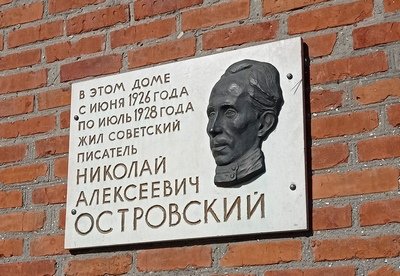 В ЭТОМ ДОМЕ
С ИЮНЯ 1926 ГОДА
ПО ИЮЛЬ 1928 ГОДА
ЖИЛ СОВЕТСКИЙ
ПИСАТЕЛЬ
НИКОЛАЙ
АЛЕКСЕЕВИЧ
ОСТРОВСКИЙ